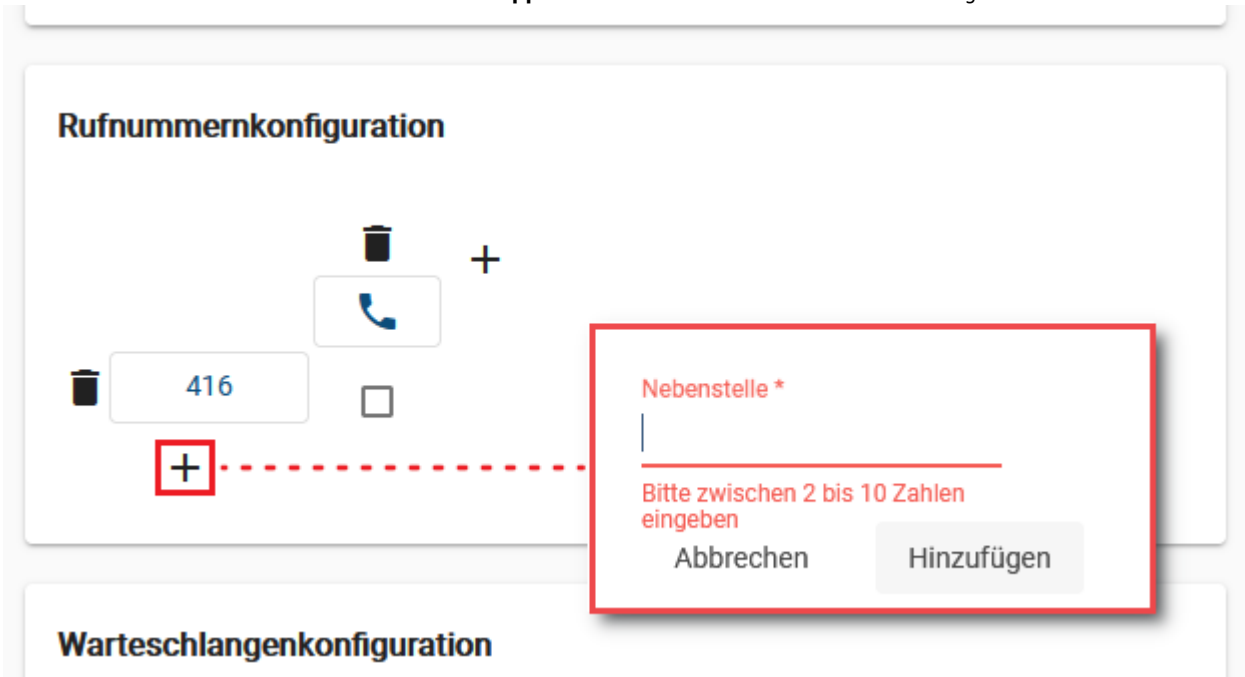 Rufnummernkonfiguration
416
Nebenstelle *
Bitte zwischen 2 bis 10 Zahlen
eingeben
Abbrechen Hinzufügen
Warteschlangenkonfiguration